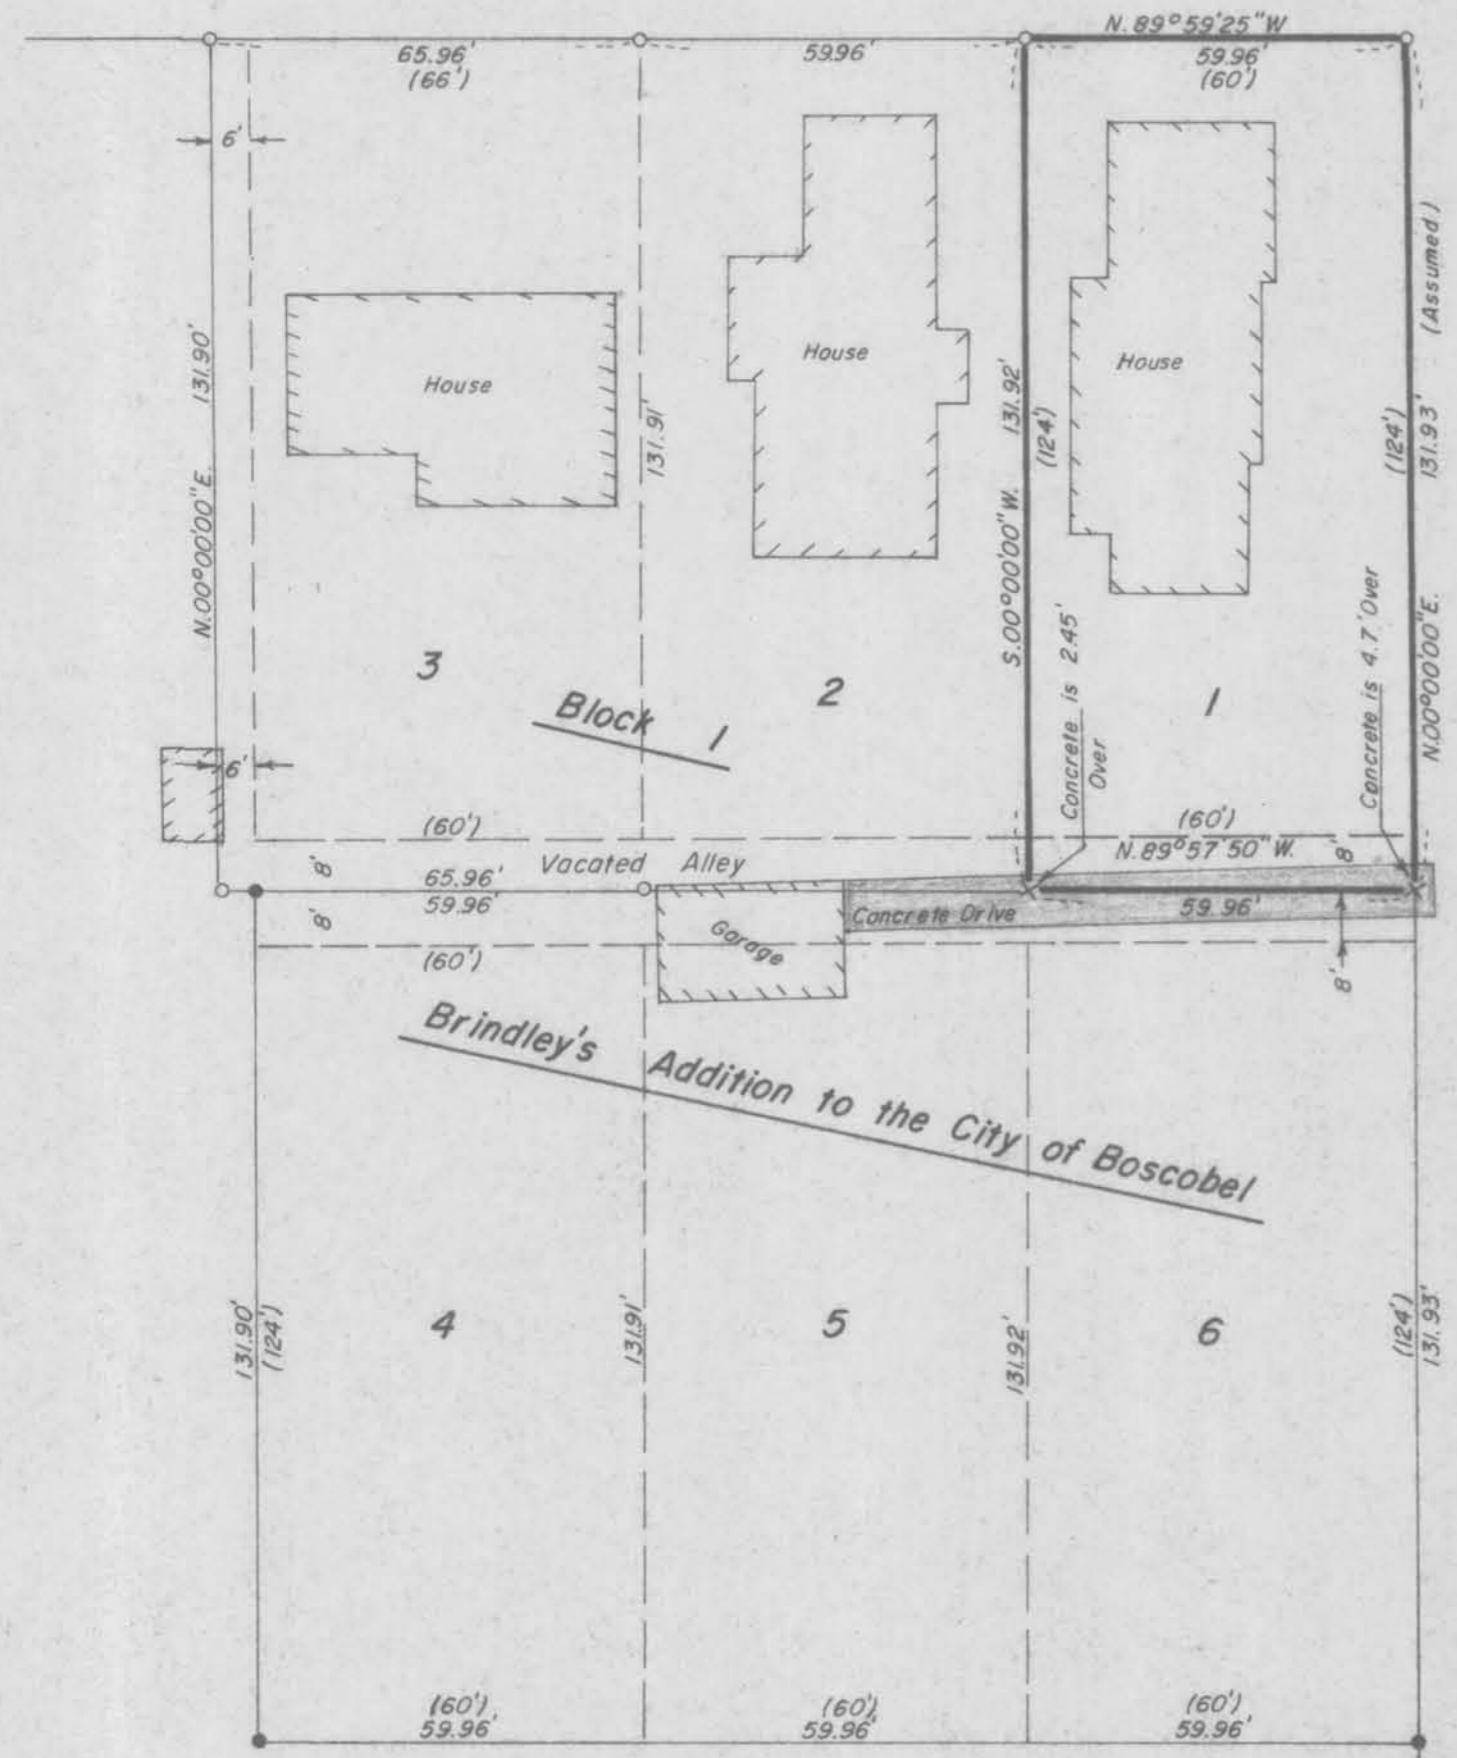 N. 89°59'25"W
65.96'
(66')
59.96'
59.96'
(60')
6'
House
House
House
131.90'
N.00°00'00"E.
131.91'
131.92'
S.00°00'00"W.
(124')
(124')
(Assumed)
131.93'
N.00°00'00"E.
3
2
1
Block 1
Concrete is 2.45'
Over
Concrete is 4.7' Over
6'
(60')
(60')
N.89°57'50"W.
8'
Vacated Alley
8'
65.96'
59.96'
8'
Concrete Drive
59.96'
Garage
(60')
8'
Brindley's Addition to the City of Boscobel
4
5
6
131.90'
(124')
131.91'
131.92'
(124')
131.93'
(60')
59.96'
(60')
59.96'
(60')
59.96'